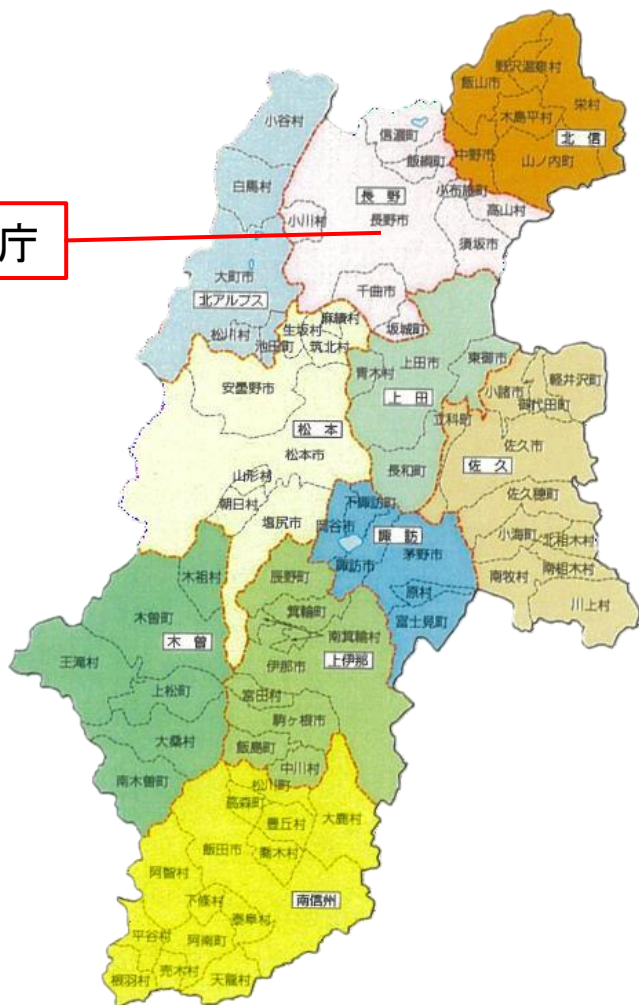 野沢温泉村
飯山市
栄村
木島平村
北信
中野市
山ノ内町
小谷村
信濃町
飯綱町
白馬村
長野
小布施町
高山村
小川村
長野市
須坂市
庁
大町市
千曲市
北アルプス
麻績村
坂城町
生坂村
松川村
池田町
筑北村
上田市
東御市
青木村
軽井沢町
小諸市
御代田町
安曇野市
上田
立科町
松本
佐久市
松本市
佐久
山形村
長和町
佐久穂町
朝日村
下諏訪町
塩尻市
岡谷市
諏訪
小海町
北相木村
茅野市
諏訪市
南牧村
南相木村
辰野町
木祖村
原村
川上村
箕輪町
富士見町
木曽町
南箕輪村
木曽
王滝村
伊那市
上伊那
上松町
宮田村
駒ヶ根市
大桑村
飯島町
中川村
南木曽町
松川町
高森町
大鹿村
豊丘村
飯田市
喬木村
阿智村
下條村
南信州
泰阜村
平谷村
阿南町
売木村
根羽村
天龍村